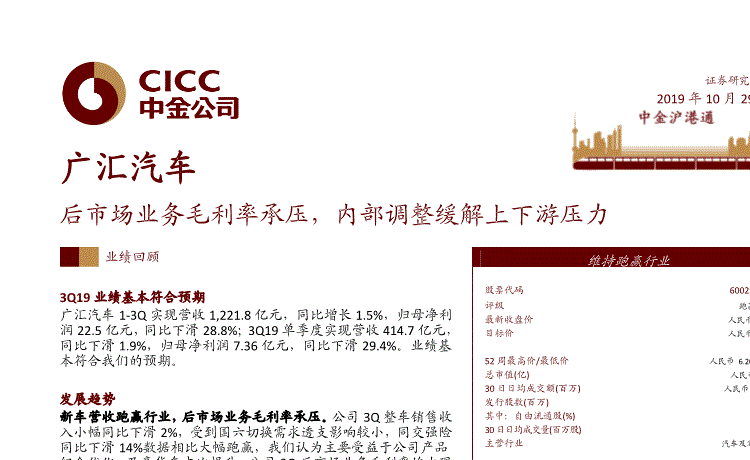 CICC
中金公司
证券研究
2019 年 10 月 29
中金沪港通
广汇汽车
后市场业务毛利率承压，内部调整缓解上下游压力
业绩回顾
维持跑赢行业
3Q19 业绩基本符合预期
广汇汽车 1-3Q 实现营收 1,221.8 亿元，同比增长 1.5%，归母净利
润 22.5 亿元，同比下滑 28.8%；3Q19 单季度实现营收 414.7 亿元，
同比下滑 1.9%，归母净利润 7.36 亿元，同比下滑 29.4%。业绩基
本符合我们的预期。
发展趋势
新车营收跑赢行业，后市场业务毛利率承压。公司 3Q 整车销售收
入小幅同比下滑 2%，受到国六切换需求透支影响较小，同交强险
同比下滑 14%数据相比大幅跑赢，我们认为主要受益于公司产品
股票代码 6002
评级 跑
最新收盘价 人民币
目标价 人民币
52 周最高价/最低价 人民币 6.20
总市值(亿) 人民币
30 日日均成交额(百万) 人民币
发行股数(百万)
其中：自由流通股(%)
30 日日均成交量(百万股)
主营行业 汽车及